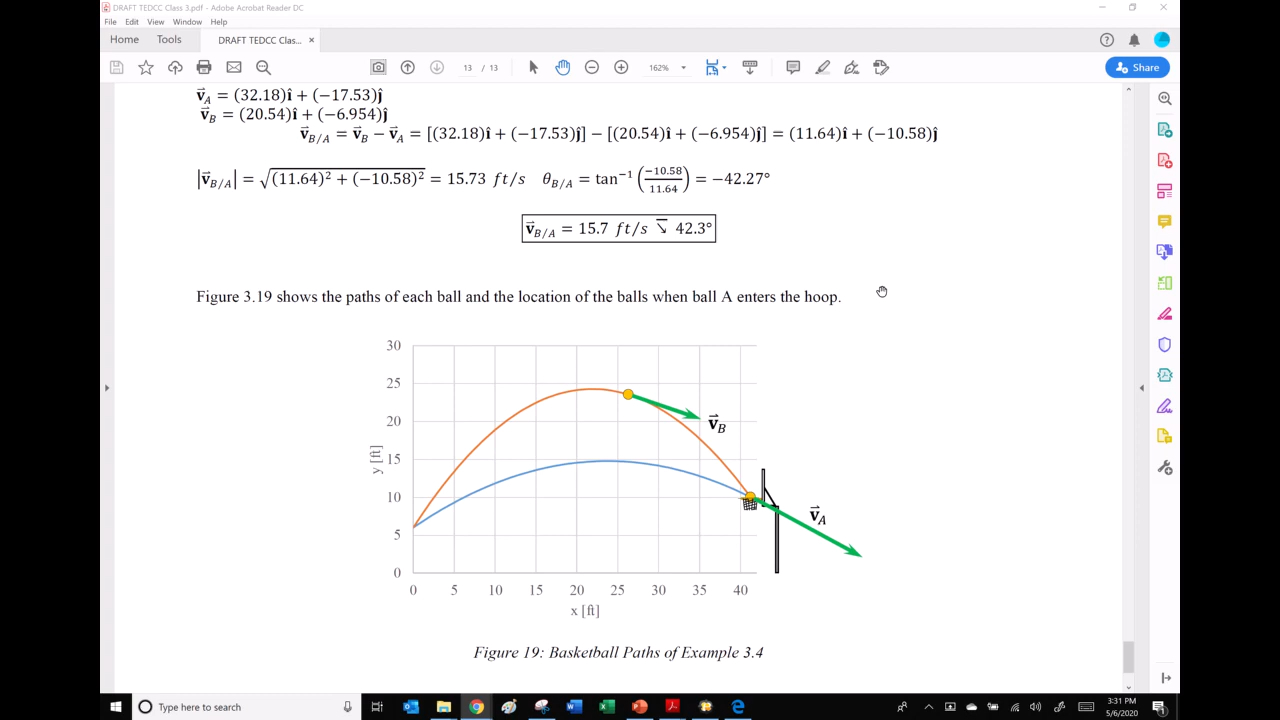 DRAFT TEDCC Class 3.pdf - Adobe Acrobat Reader DC
File Edit View Window Help
Home Tools DRAFT TEDCC Clas... ×
13 / 13 162%
Share
v⃗_A = (32.18)î + (−17.53)ĵ
v⃗_B = (20.54)î + (−6.954)ĵ
v⃗_B/A = v⃗_B − v⃗_A = [(32.18)î + (−17.53)ĵ] − [(20.54)î + (−6.954)ĵ] = (11.64)î + (−10.58)ĵ
|v⃗_B/A| = √((11.64)² + (−10.58)²) = 15.73 ft/s θ_B/A = tan⁻¹(−10.58/11.64) = −42.27°
v⃗_B/A = 15.7 ft/s ↘ 42.3°
Figure 3.19 shows the paths of each ball and the location of the balls when ball A enters the hoop.
30
25
20
15
10
5
0
y [ft]
v⃗_B
v⃗_A
0 5 10 15 20 25 30 35 40
x [ft]
Figure 19: Basketball Paths of Example 3.4
Type here to search
3:31 PM
5/6/2020